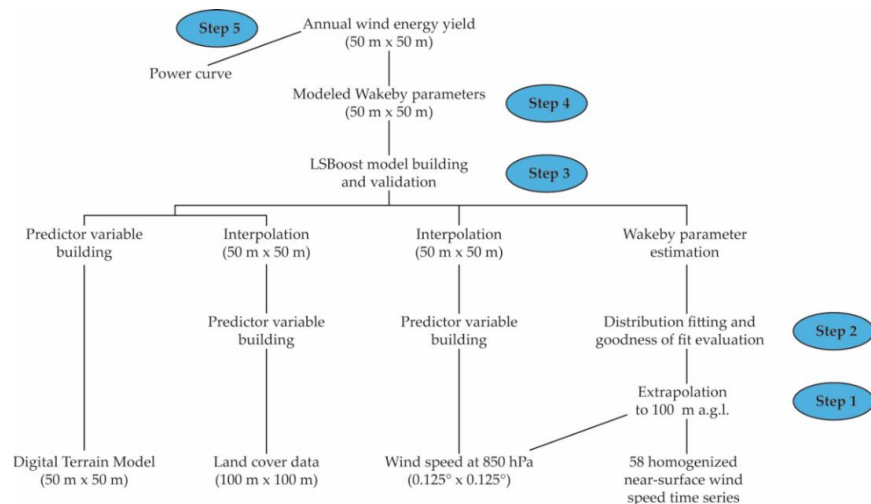 Step 5
Annual wind energy yield
(50 m x 50 m)
Power curve
Modeled Wakeby parameters
(50 m x 50 m)
Step 4
LSBoost model building
and validation
Step 3
Predictor variable
building
Interpolation
(50 m x 50 m)
Interpolation
(50 m x 50 m)
Wakeby parameter
estimation
Predictor variable
building
Predictor variable
building
Distribution fitting and
goodness of fit evaluation
Step 2
Extrapolation
to 100 m a.g.l.
Step 1
Digital Terrain Model
(50 m x 50 m)
Land cover data
(100 m x 100 m)
Wind speed at 850 hPa
(0.125° x 0.125°)
58 homogenized
near-surface wind
speed time series